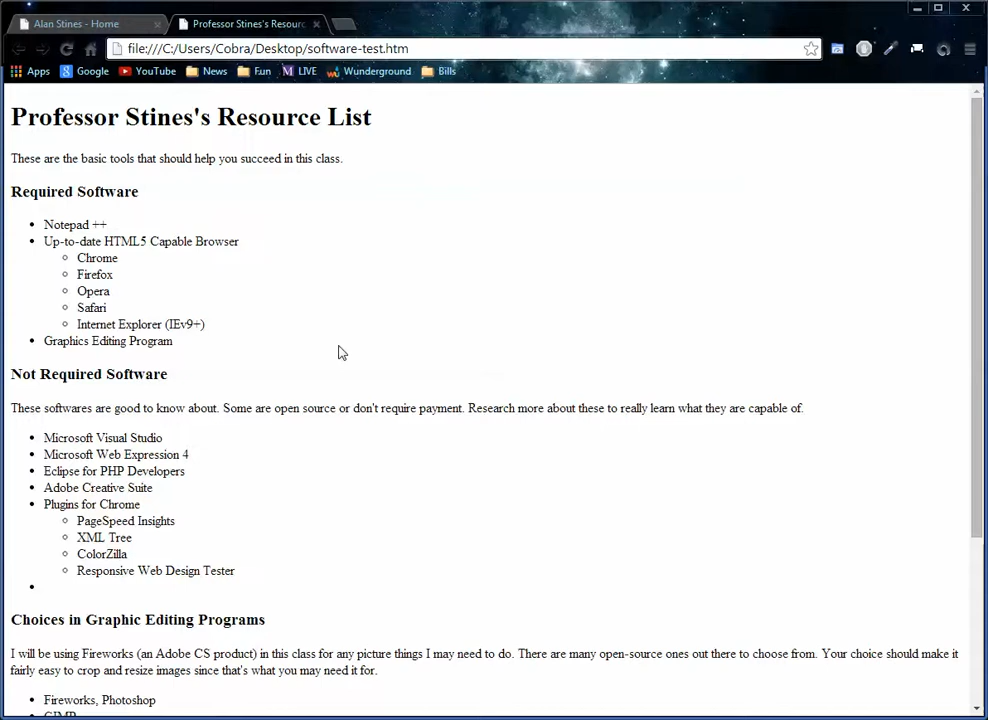 Alan Stines - Home
Professor Stines's Resourc
file:///C:/Users/Cobra/Desktop/software-test.htm
Apps Google YouTube News Fun LIVE Wunderground Bills
Professor Stines's Resource List
These are the basic tools that should help you succeed in this class.
Required Software
Notepad ++
Up-to-date HTML5 Capable Browser
Chrome
Firefox
Opera
Safari
Internet Explorer (IEv9+)
Graphics Editing Program
Not Required Software
These softwares are good to know about. Some are open source or don't require payment. Research more about these to really learn what they are capable of.
Microsoft Visual Studio
Microsoft Web Expression 4
Eclipse for PHP Developers
Adobe Creative Suite
Plugins for Chrome
PageSpeed Insights
XML Tree
ColorZilla
Responsive Web Design Tester
Choices in Graphic Editing Programs
I will be using Fireworks (an Adobe CS product) in this class for any picture things I may need to do. There are many open-source ones out there to choose from. Your choice should make it
fairly easy to crop and resize images since that's what you may need it for.
Fireworks, Photoshop
GIMP